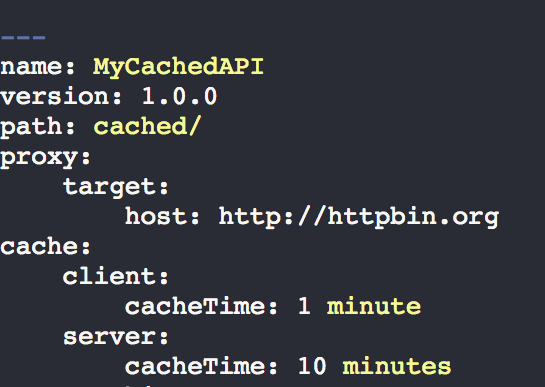 ---
name: MyCachedAPI
version: 1.0.0
path: cached/
proxy:
    target:
        host: http://httpbin.org
cache:
    client:
        cacheTime: 1 minute
    server:
        cacheTime: 10 minutes